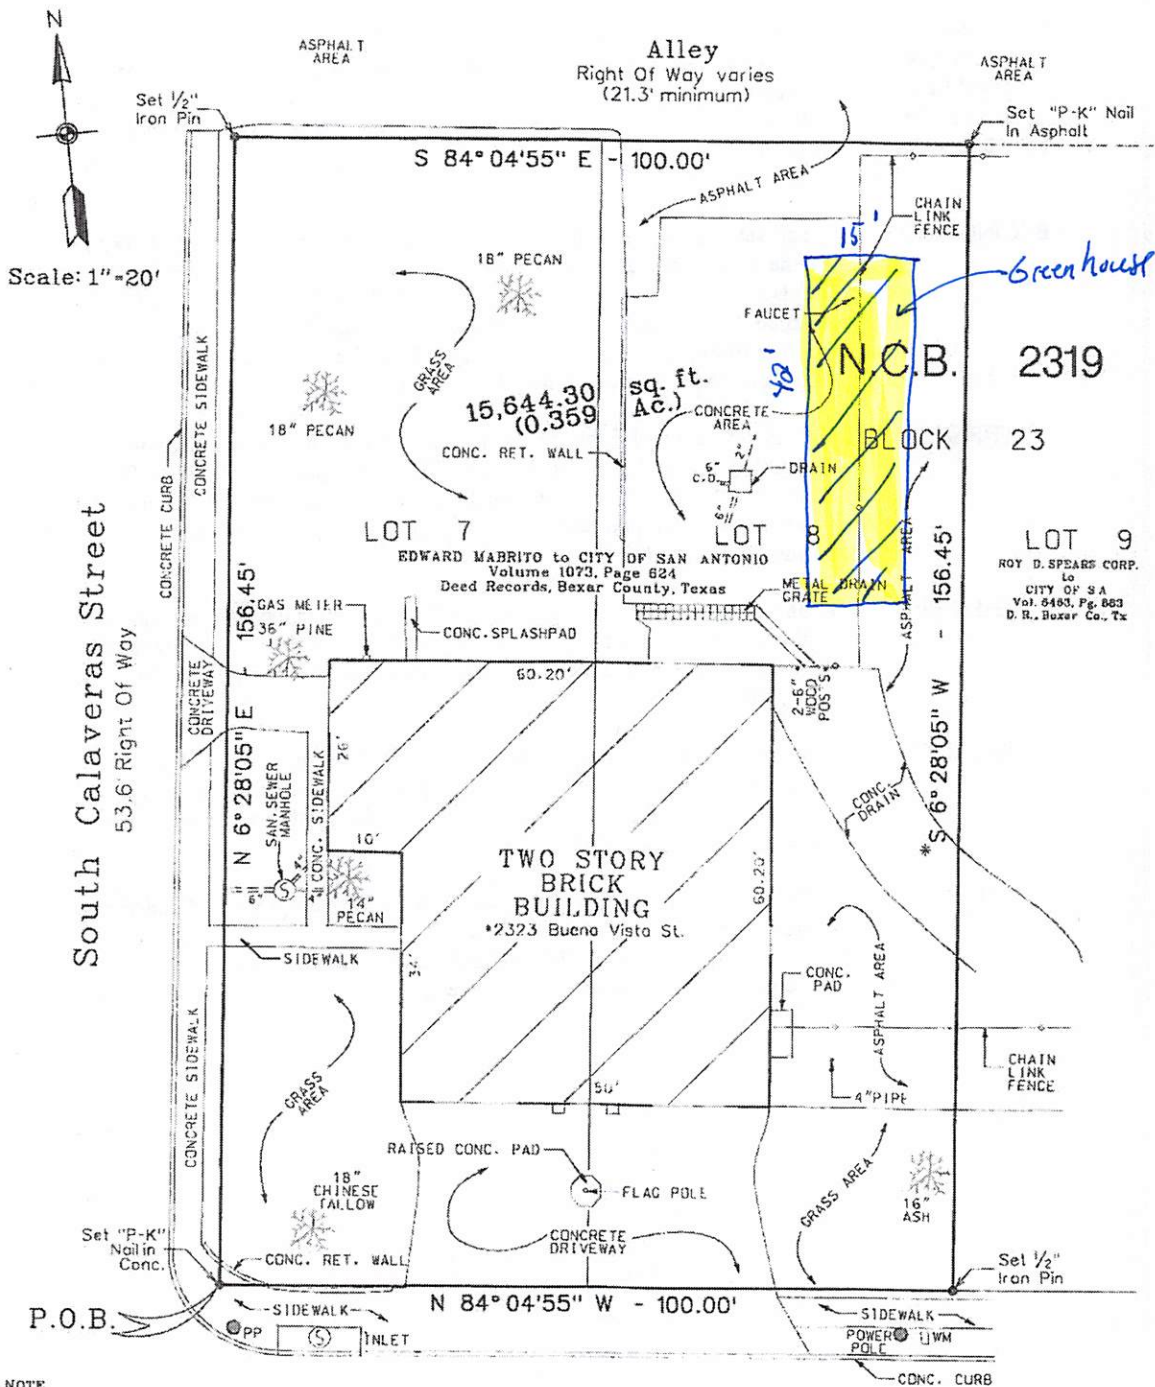 N
ASPHALT
AREA
Alley
Right Of Way varies
(21.3' minimum)
ASPHALT
AREA
Set 1/2"
Iron Pin
Set "P-K" Nail
In Asphalt
S 84° 04'55" E - 100.00'
ASPHALT AREA
CHAIN
LINK
FENCE
15'
Greenhouse
Scale: 1"=20'
18" PECAN
FAUCET
42'
N.C.B. 2319
GRASS
AREA
15,644.30 sq. ft.
(0.359 Ac.)
CONCRETE
AREA
18" PECAN
CONC. RET. WALL
BLOCK 23
DRAIN
2"
6"
C.O.
6"
CONCRETE SIDEWALK
CONCRETE CURB
LOT 7
LOT 8
LOT 9
EDWARD MABRITO to CITY OF SAN ANTONIO
Volume 1073, Page 624
Deed Records, Bexar County, Texas
ROY D. SPEARS CORP.
to
CITY OF SA
Vol. 6483, Pg. 883
D. R., Bexar Co., Tx
ASPHALT AREA
METAL DRAIN
GRATE
GAS METER
36" PINE
CONC. SPLASHPAD
South Calaveras Street
53.6' Right Of Way
N 6° 28'05" E - 156.45'
S 6° 28'05" W - 156.45'
CONCRETE
DRIVEWAY
60.20'
2-6"
WOOD
POSTS
26'
SAN. SEWER
MANHOLE
CONC. SIDEWALK
CONC.
DRAIN
*
16'
S
6"
14"
PECAN
TWO STORY
BRICK
BUILDING
*2323 Buena Vista St.
60.20'
SIDEWALK
34'
CONC.
PAD
ASPHALT AREA
CONCRETE SIDEWALK
GRASS
AREA
50'
CHAIN
LINK
FENCE
4"PIPE
RAISED CONC. PAD
FLAG POLE
18"
CHINESE
TALLOW
CONCRETE
DRIVEWAY
GRASS AREA
16"
ASH
Set "P-K"
Nail in
Conc.
CONC. RET. WALL
Set 1/2"
Iron Pin
N 84° 04'55" W - 100.00'
P.O.B.
SIDEWALK
PP
S
INLET
SIDEWALK
POWER
POLE
WM
CONC. CURB
NOTE